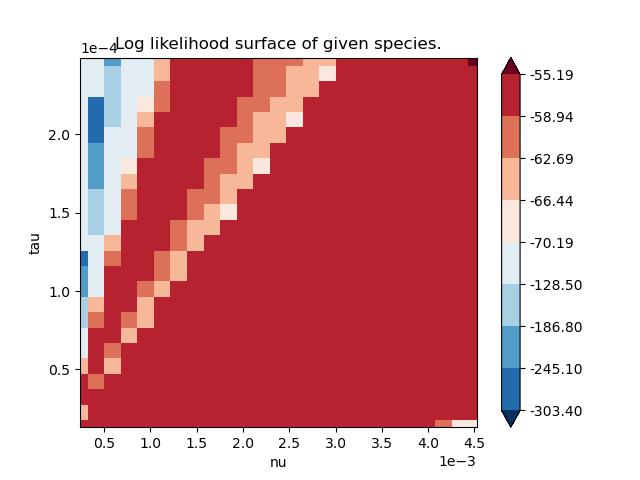 1e−4
Log likelihood surface of given species.
2.0
1.5
1.0
0.5
tau
0.5 1.0 1.5 2.0 2.5 3.0 3.5 4.0 4.5
nu
1e−3
-55.19
-58.94
-62.69
-66.44
-70.19
-128.50
-186.80
-245.10
-303.40